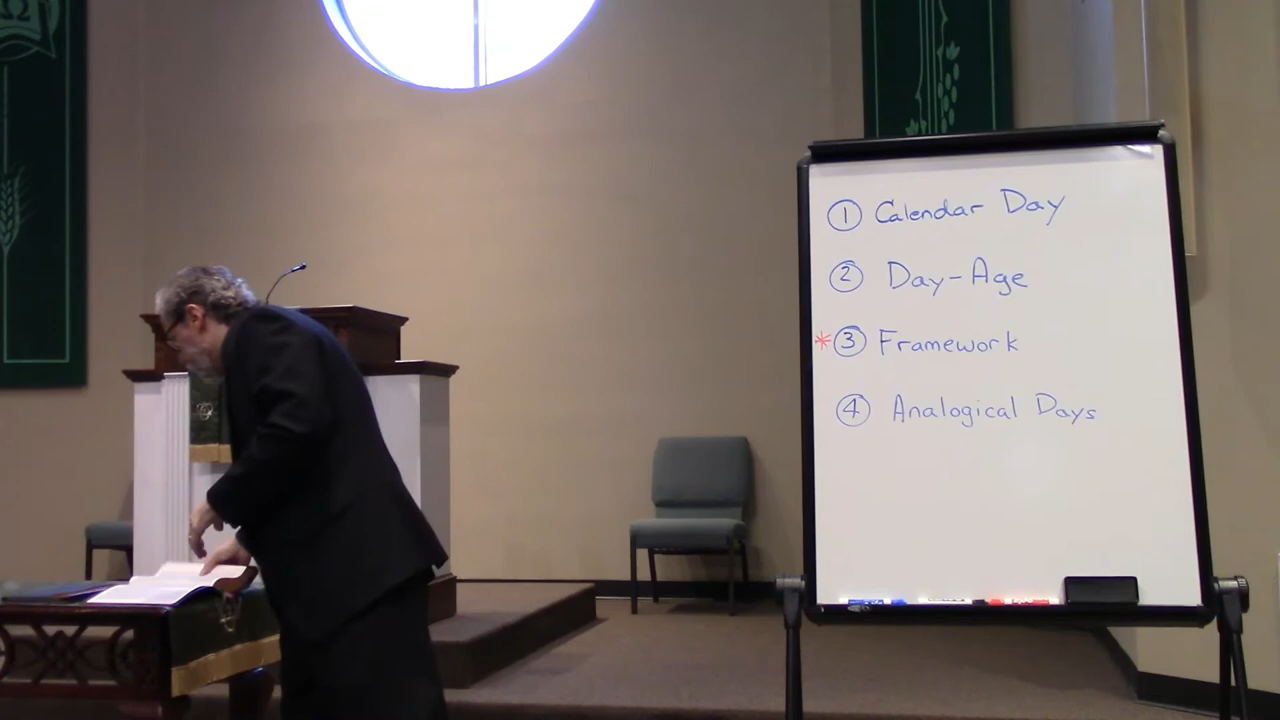 ① Calendar Day
② Day-Age
* ③ Framework
④ Analogical Days